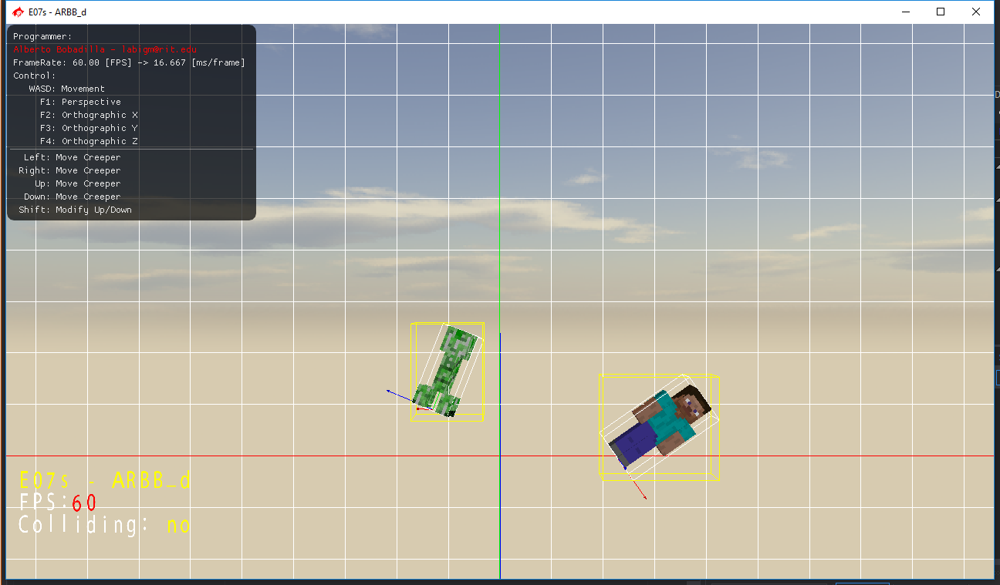 E07s - ARBB_d
Programmer:
Alberto Bobadilla - labigm@rit.edu
FrameRate: 60.00 [FPS] -> 16.667 [ms/frame]
Control:
WASD: Movement
F1: Perspective
F2: Orthographic X
F3: Orthographic Y
F4: Orthographic Z
Left: Move Creeper
Right: Move Creeper
Up: Move Creeper
Down: Move Creeper
Shift: Modify Up/Down
E07s - ARBB_d
FPS:60
Colliding: no